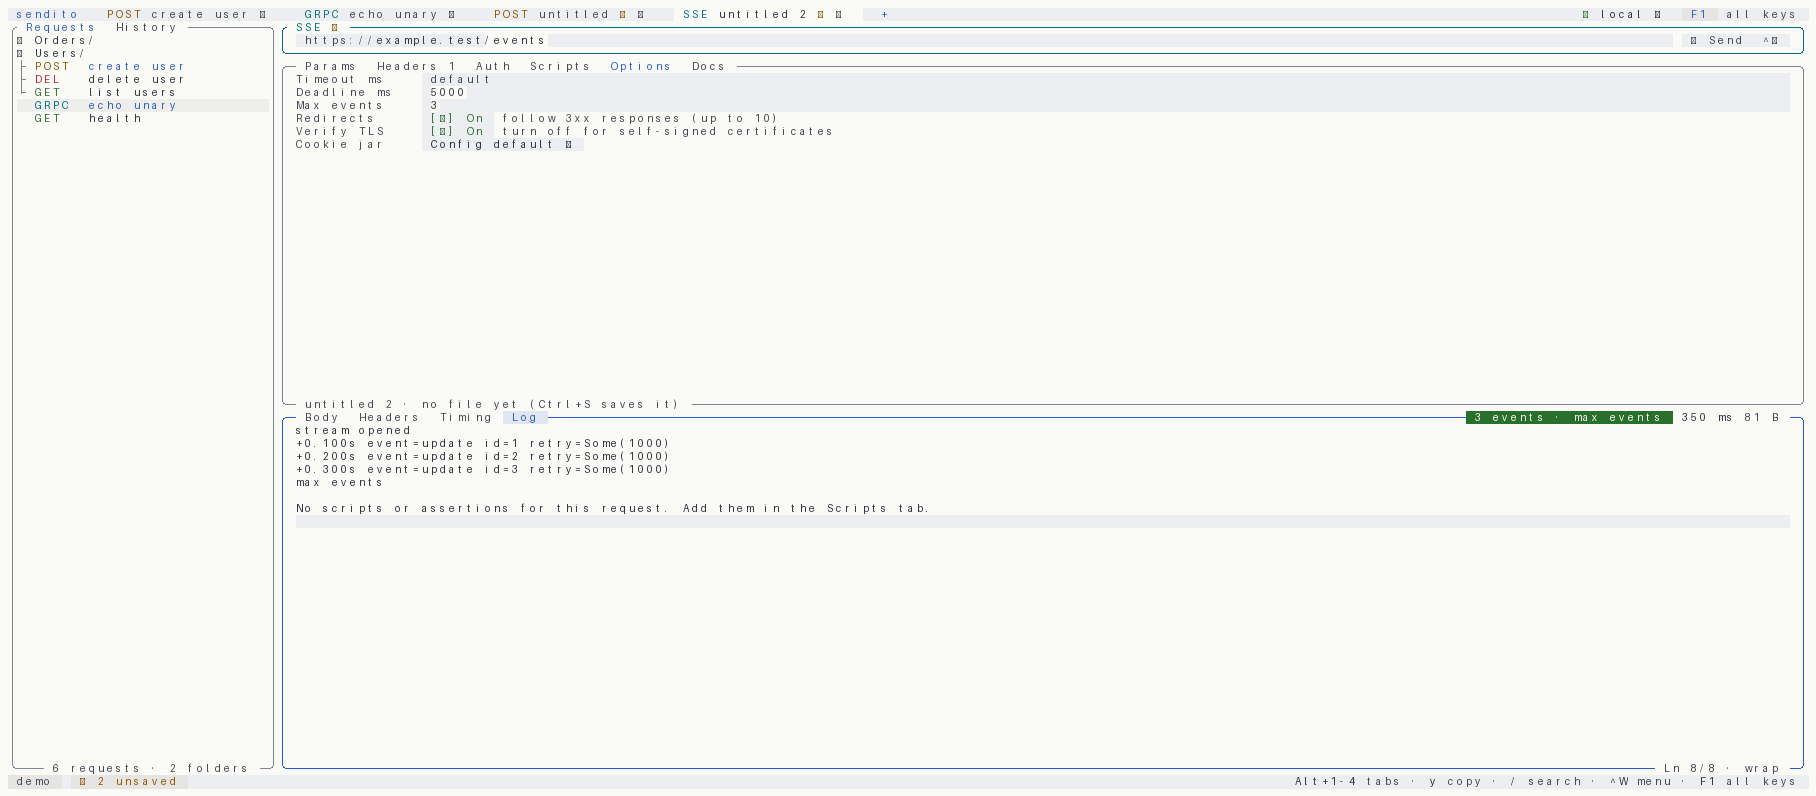 sendito POST create user GRPC echo unary POST untitled SSE untitled 2 + local F1 all keys
Requests History
Orders/
Users/
POST create user
DEL delete user
GET list users
GRPC echo unary
GET health
6 requests · 2 folders
SSE
https://example.test/events Send ^
Params Headers 1 Auth Scripts Options Docs
Timeout ms default
Deadline ms 5000
Max events 3
Redirects [ ] On follow 3xx responses (up to 10)
Verify TLS [ ] On turn off for self-signed certificates
Cookie jar Config default
untitled 2 · no file yet (Ctrl+S saves it)
Body Headers Timing Log 3 events · max events 350 ms 81 B
stream opened
+0.100s event=update id=1 retry=Some(1000)
+0.200s event=update id=2 retry=Some(1000)
+0.300s event=update id=3 retry=Some(1000)
max events
No scripts or assertions for this request. Add them in the Scripts tab.
Ln 8/8 · wrap
demo 2 unsaved Alt+1-4 tabs · y copy · / search · ^W menu · F1 all keys